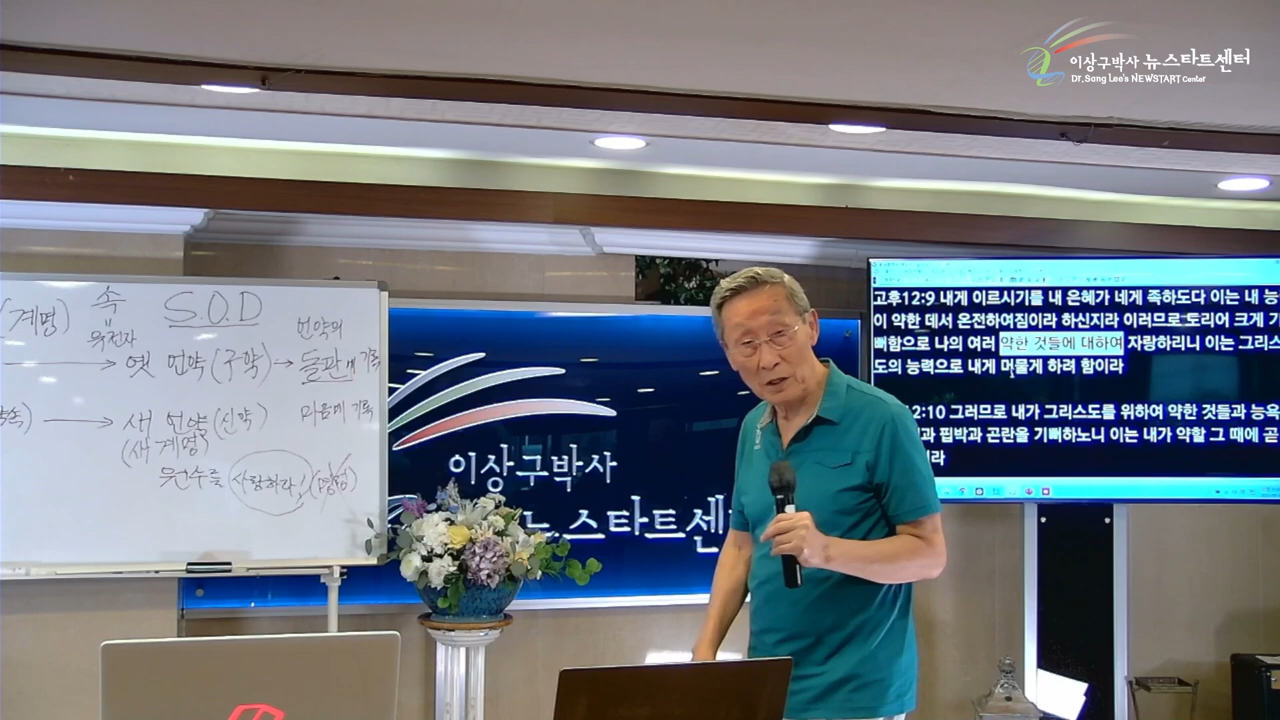 이상구박사 뉴스타트센터
Dr. Sang Lee's NEWSTART Center
(계명) 속 S.O.D
"
유전자
언약의
→ 옛 언약(구약) → 돌판에 기록
→ 새 언약(신약) 마음에 기록
(새 계명)
원수를 사랑하라!
이상구박사
뉴스타트센
고후12:9 내게 이르시기를 내 은혜가 네게 족하도다 이는 내 능
이 약한 데서 온전하여짐이라 하신지라 이러므로 도리어 크게 기
뻐함으로 나의 여러 약한 것들에 대하여 자랑하리니 이는 그리스
도의 능력으로 내게 머물게 하려 함이라
12:10 그러므로 내가 그리스도를 위하여 약한 것들과 능욕
과 핍박과 곤란을 기뻐하노니 이는 내가 약할 그 때에 곧
이라